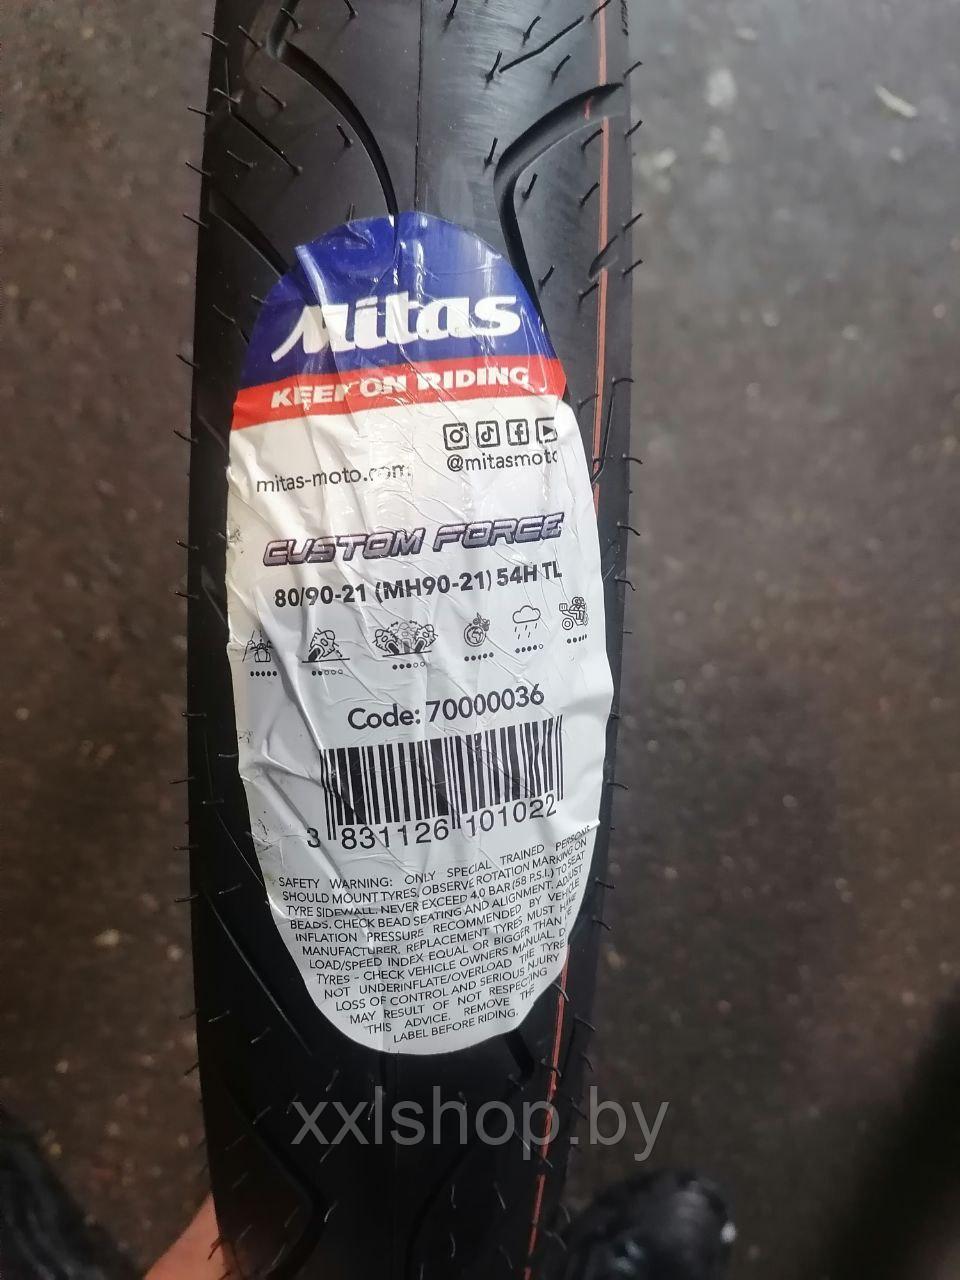 Mitas
KEEP ON RIDING
mitas-moto.com
@mitasmoto
CUSTOM FORCE
80/90-21 (MH90-21) 54H TL
Code: 70000036
3 831126 101022
SAFETY WARNING: ONLY SPECIAL TRAINED PERSONS
SHOULD MOUNT TYRES. OBSERVE ROTATION MARKING ON
TYRE SIDEWALL. NEVER EXCEED 4,0 BAR (58 P.S.I.) TO SEAT
BEADS. CHECK BEAD SEATING AND ALIGNMENT. ADJUST
INFLATION PRESSURE RECOMMENDED BY VEHICLE
MANUFACTURER. REPLACEMENT TYRES MUST HAVE
LOAD/SPEED INDEX EQUAL OR BIGGER THAN OE
TYRES – CHECK VEHICLE OWNERS MANUAL. DO
NOT UNDERINFLATE/OVERLOAD THE TYRE
LOSS OF CONTROL AND SERIOUS INJURY
MAY RESULT OF NOT RESPECTING
THIS ADVICE. REMOVE THE
LABEL BEFORE RIDING.
xxlshop.by